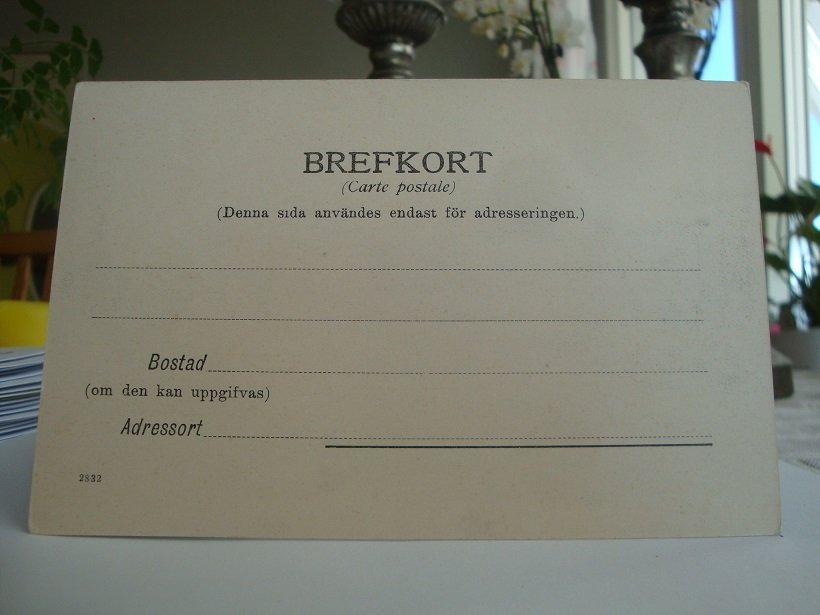 BREFKORT
(Carte postale)
(Denna sida användes endast för adresseringen.)
Bostad
(om den kan uppgifvas)
Adressort
2832